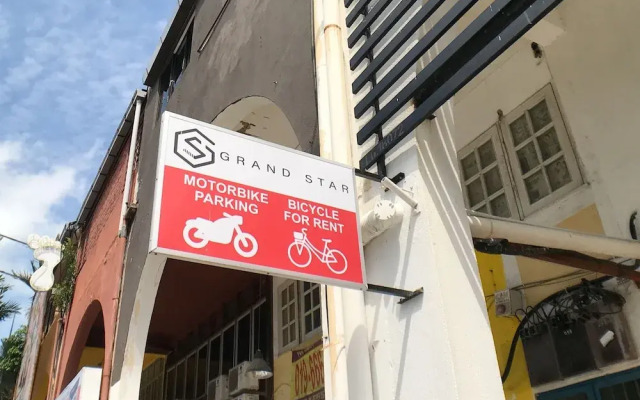 GRAND STAR
MOTORBIKE
PARKING
BICYCLE
FOR RENT